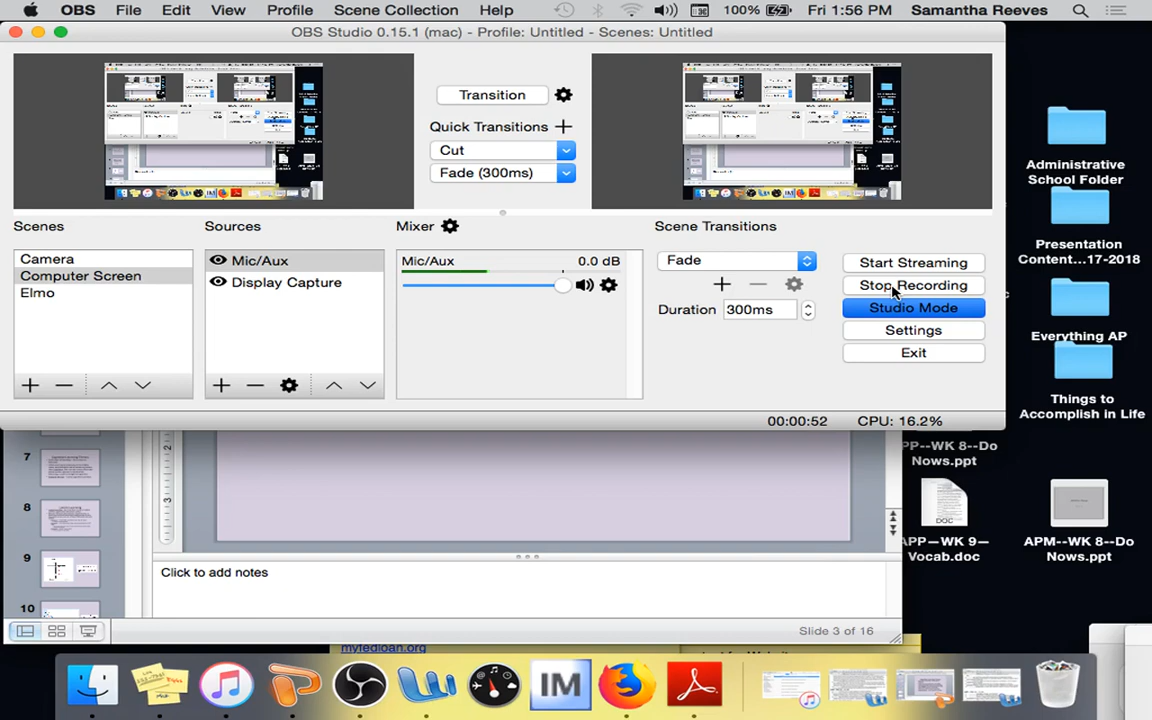 OBS File Edit View Profile Scene Collection Help 100% Fri 1:56 PM Samantha Reeves
OBS Studio 0.15.1 (mac) - Profile: Untitled - Scenes: Untitled
Transition
Quick Transitions
Cut
Fade (300ms)
Scenes
Camera
Computer Screen
Elmo
Sources
Mic/Aux
Display Capture
Mixer
Mic/Aux 0.0 dB
Scene Transitions
Fade
Duration 300ms
Start Streaming
Stop Recording
Studio Mode
Settings
Exit
00:00:52 CPU: 16.2%
Administrative
School Folder
Presentation
Content...17-2018
Everything AP
Things to
Accomplish in Life
APP--WK 8--Do
Nows.ppt
DOC
APP—WK 9—
Vocab.doc
APM--WK 8--Do
Nows.ppt
7
8
9
10
2
3
Click to add notes
Slide 3 of 16
myfedloan.org
IM